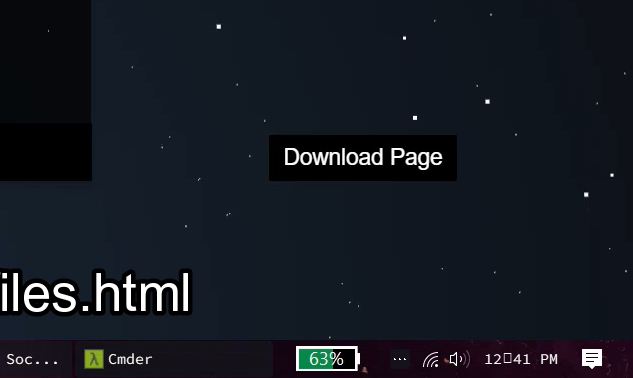 Download Page
iles.html
Soc...
λ Cmder
63%
... 12▯41 PM